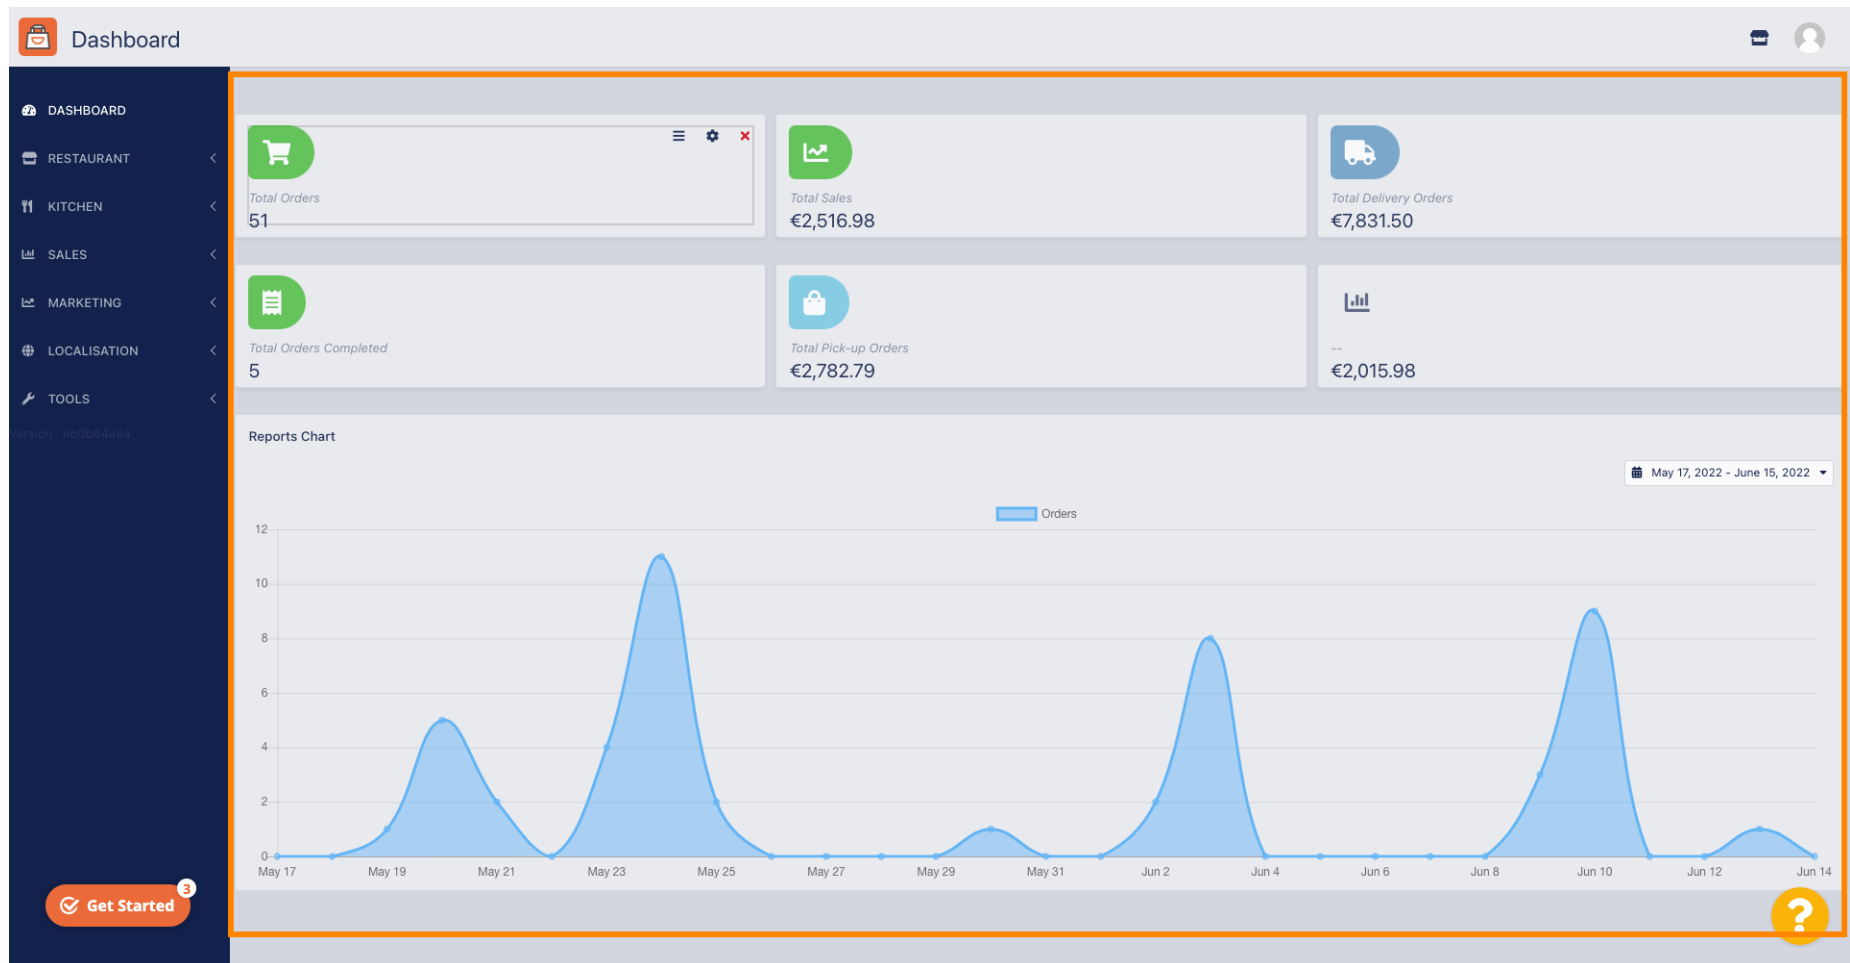 Dashboard
DASHBOARD
RESTAURANT
KITCHEN
SALES
MARKETING
LOCALISATION
TOOLS
Version : eb0b84a8a
3
Get Started
Total Orders
51
Total Sales
€2,516.98
Total Delivery Orders
€7,831.50
Total Orders Completed
5
Total Pick-up Orders
€2,782.79
--
€2,015.98
Reports Chart
May 17, 2022 - June 15, 2022
Orders
12
10
8
6
4
2
0
May 17 May 19 May 21 May 23 May 25 May 27 May 29 May 31 Jun 2 Jun 4 Jun 6 Jun 8 Jun 10 Jun 12 Jun 14
?